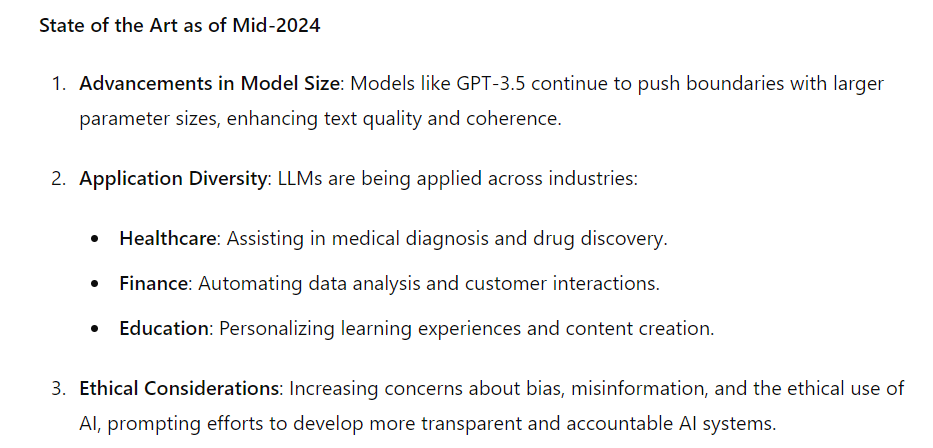 State of the Art as of Mid-2024
1. Advancements in Model Size: Models like GPT-3.5 continue to push boundaries with larger
parameter sizes, enhancing text quality and coherence.
2. Application Diversity: LLMs are being applied across industries:
• Healthcare: Assisting in medical diagnosis and drug discovery.
• Finance: Automating data analysis and customer interactions.
• Education: Personalizing learning experiences and content creation.
3. Ethical Considerations: Increasing concerns about bias, misinformation, and the ethical use of
AI, prompting efforts to develop more transparent and accountable AI systems.